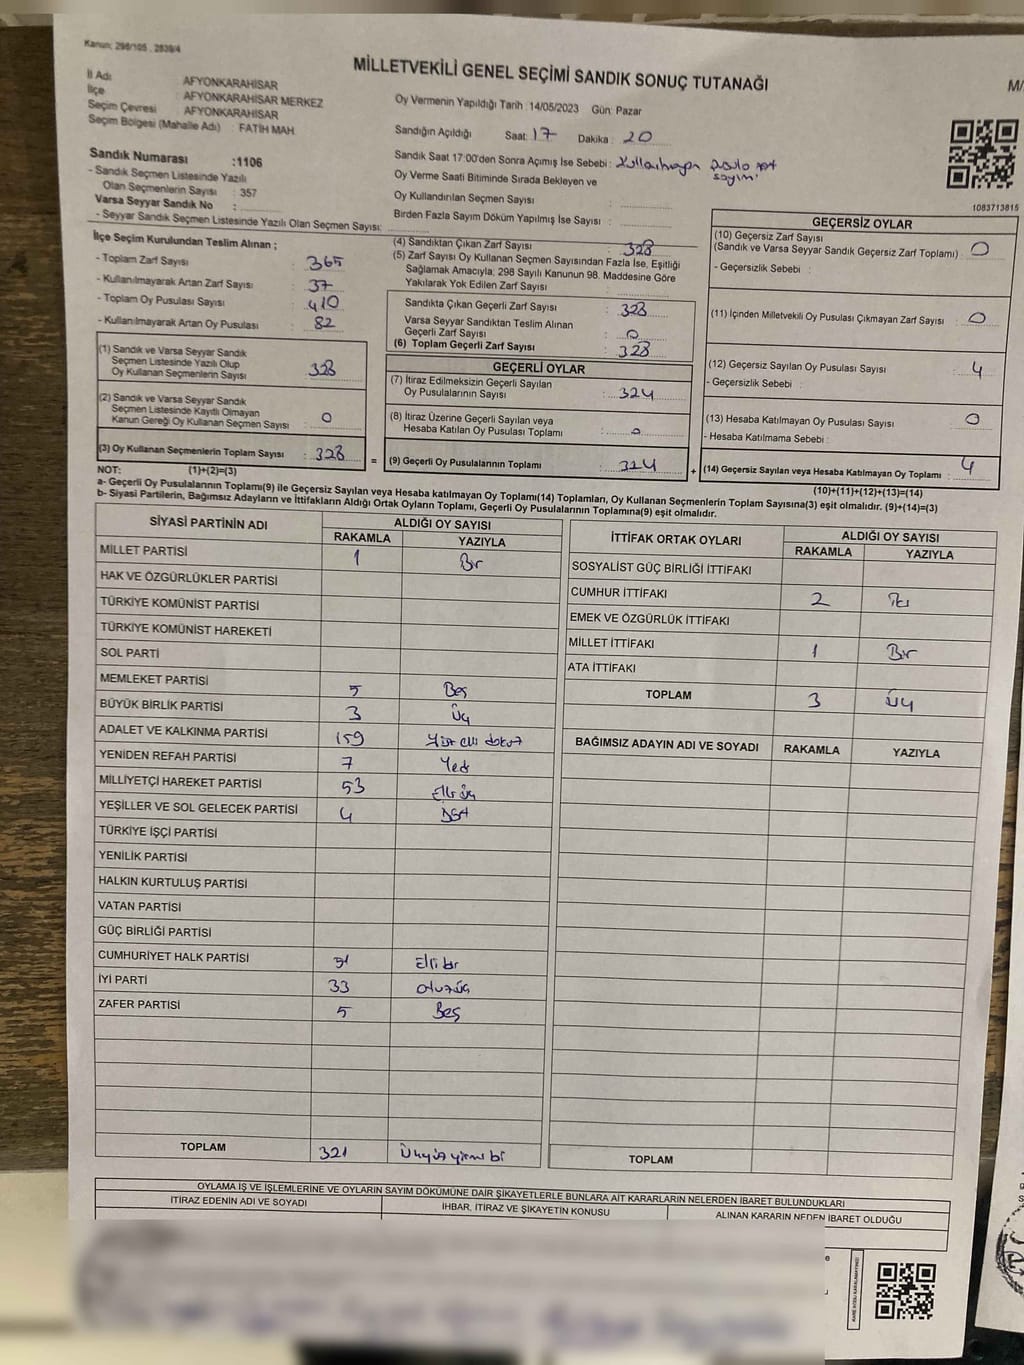 Kanun; 298/105 , 2839/4
MİLLETVEKİLİ GENEL SEÇİMİ SANDIK SONUÇ TUTANAĞI
İl Adı : AFYONKARAHİSAR
İlçe : AFYONKARAHİSAR MERKEZ
Seçim Çevresi : AFYONKARAHİSAR
Seçim Bölgesi (Mahalle Adı) : FATİH MAH.
Oy Vermenin Yapıldığı Tarih :14/05/2023 Gün: Pazar
Sandığın Açıldığı Saat: 17 Dakika : 20
Sandık Saat 17:00'den Sonra Açımış İse Sebebi :
Oy Verme Saati Bitiminde Sırada Bekleyen ve
Oy Kullandırılan Seçmen Sayısı :
Birden Fazla Sayım Döküm Yapılmış İse Sayısı :
1083713815
Sandık Numarası :1106
- Sandık Seçmen Listesinde Yazılı
Olan Seçmenlerin Sayısı : 357
Varsa Seyyar Sandık No :
- Seyyar Sandık Seçmen Listesinde Yazılı Olan Seçmen Sayısı:
İlçe Seçim Kurulundan Teslim Alınan ;
- Toplam Zarf Sayısı : 365
- Kullanılmayarak Artan Zarf Sayısı : 37
- Toplam Oy Pusulası Sayısı : 410
- Kullanılmayarak Artan Oy Pusulası : 82
(1) Sandık ve Varsa Seyyar Sandık
Seçmen Listesinde Yazılı Olup
Oy Kullanan Seçmenlerin Sayısı : 328
(2) Sandık ve Varsa Seyyar Sandık
Seçmen Listesinde Kayıtlı Olmayan
Kanun Gereği Oy Kullanan Seçmen Sayısı : 0
(3) Oy Kullanan Seçmenlerin Toplam Sayısı : 328
(4) Sandıktan Çıkan Zarf Sayısı : 328
(5) Zarf Sayısı Oy Kullanan Seçmen Sayısından Fazla İse, Eşitliği
Sağlamak Amacıyla; 298 Sayılı Kanunun 98. Maddesine Göre
Yakılarak Yok Edilen Zarf Sayısı :
Sandıkta Çıkan Geçerli Zarf Sayısı : 328
Varsa Seyyar Sandıktan Teslim Alınan
Geçerli Zarf Sayısı : 0
(6) Toplam Geçerli Zarf Sayısı : 328
GEÇERLİ OYLAR
(7) İtiraz Edilmeksizin Geçerli Sayılan
Oy Pusulalarının Sayısı : 324
(8) İtiraz Üzerine Geçerli Sayılan veya
Hesaba Katılan Oy Pusulası Toplamı : 0
= (9) Geçerli Oy Pusulalarının Toplamı : 324
GEÇERSİZ OYLAR
(10) Geçersiz Zarf Sayısı
(Sandık ve Varsa Seyyar Sandık Geçersiz Zarf Toplamı) : 0
- Geçersizlik Sebebi :
(11) İçinden Milletvekili Oy Pusulası Çıkmayan Zarf Sayısı : 0
(12) Geçersiz Sayılan Oy Pusulası Sayısı : 4
- Geçersizlik Sebebi :
(13) Hesaba Katılmayan Oy Pusulası Sayısı : 0
- Hesaba Katılmama Sebebi :
+ (14) Geçersiz Sayılan veya Hesaba Katılmayan Oy Toplamı : 4
NOT: (1)+(2)=(3)
(10)+(11)+(12)+(13)=(14)
a- Geçerli Oy Pusulalarının Toplamı(9) ile Geçersiz Sayılan veya Hesaba katılmayan Oy Toplamı(14) Toplamları, Oy Kullanan Seçmenlerin Toplam Sayısına(3) eşit olmalıdır. (9)+(14)=(3)
b- Siyasi Partilerin, Bağımsız Adayların ve İttifakların Aldığı Ortak Oyların Toplamı, Geçerli Oy Pusulalarının Toplamına(9) eşit olmalıdır.
SİYASİ PARTİNİN ADI ALDIĞI OY SAYISI
RAKAMLA YAZIYLA
MİLLET PARTİSİ 1 Bir
HAK VE ÖZGÜRLÜKLER PARTİSİ
TÜRKİYE KOMÜNİST PARTİSİ
TÜRKİYE KOMÜNİST HAREKETİ
SOL PARTİ
MEMLEKET PARTİSİ 5 Beş
BÜYÜK BİRLİK PARTİSİ 3 Üç
ADALET VE KALKINMA PARTİSİ 159 Yüz elli dokuz
YENİDEN REFAH PARTİSİ 7 Yedi
MİLLİYETÇİ HAREKET PARTİSİ 53 Elli üç
YEŞİLLER VE SOL GELECEK PARTİSİ 4 Dört
TÜRKİYE İŞÇİ PARTİSİ
YENİLİK PARTİSİ
HALKIN KURTULUŞ PARTİSİ
VATAN PARTİSİ
GÜÇ BİRLİĞİ PARTİSİ
CUMHURİYET HALK PARTİSİ 51 Elli bir
İYİ PARTİ 33 otuz üç
ZAFER PARTİSİ 5 Beş
TOPLAM 321 Üçyüz yirmi bir
İTTİFAK ORTAK OYLARI ALDIĞI OY SAYISI
RAKAMLA YAZIYLA
SOSYALİST GÜÇ BİRLİĞİ İTTİFAKI
CUMHUR İTTİFAKI 2 İki
EMEK VE ÖZGÜRLÜK İTTİFAKI
MİLLET İTTİFAKI 1 Bir
ATA İTTİFAKI
TOPLAM 3 Üç
BAĞIMSIZ ADAYIN ADI VE SOYADI RAKAMLA YAZIYLA
TOPLAM
OYLAMA İŞ VE İŞLEMLERİNE VE OYLARIN SAYIM DÖKÜMÜNE DAİR ŞİKAYETLERLE BUNLARA AİT KARARLARIN NELERDEN İBARET BULUNDUKLARI
İTİRAZ EDENİN ADI VE SOYADI İHBAR, İTİRAZ VE ŞİKAYETİN KONUSU ALINAN KARARIN NEDEN İBARET OLDUĞU